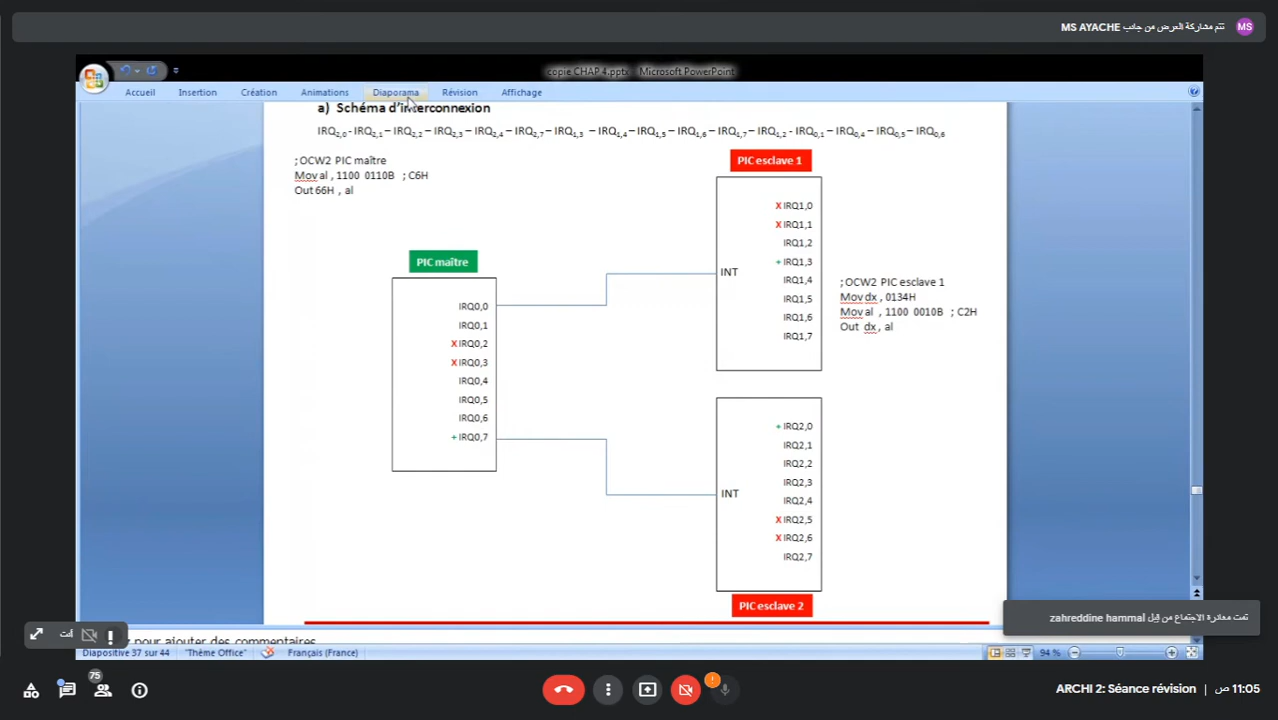 تتم مشاركة العرض من جانب MS AYACHE
MS
copie CHAP 4.pptx - Microsoft PowerPoint
Accueil Insertion Création Animations Diaporama Révision Affichage
a) Schéma d'interconnexion
IRQ2,0 - IRQ2,1 – IRQ2,2 – IRQ2,3 – IRQ2,4 – IRQ2,7 – IRQ1,3 – IRQ1,4 – IRQ1,5 – IRQ1,6 – IRQ1,7 – IRQ1,2 - IRQ0,1 – IRQ0,4 – IRQ0,5 – IRQ0,6
; OCW2 PIC maître
Mov al , 1100 0110B ; C6H
Out 66H , al
PIC maître
IRQ0,0
IRQ0,1
X IRQ0,2
X IRQ0,3
IRQ0,4
IRQ0,5
IRQ0,6
+ IRQ0,7
PIC esclave 1
X IRQ1,0
X IRQ1,1
IRQ1,2
+ IRQ1,3
INT
IRQ1,4
IRQ1,5
IRQ1,6
IRQ1,7
; OCW2 PIC esclave 1
Mov dx , 0134H
Mov al , 1100 0010B ; C2H
Out dx , al
+ IRQ2,0
IRQ2,1
IRQ2,2
IRQ2,3
INT
IRQ2,4
X IRQ2,5
X IRQ2,6
IRQ2,7
PIC esclave 2
تمت مغادرة الاجتماع من قبل zahreddine hammal
أنت
pour ajouter des commentaires
Diapositive 37 sur 44 "Thème Office" Français (France) 94 %
75
ARCHI 2: Séance révision | 11:05 ص